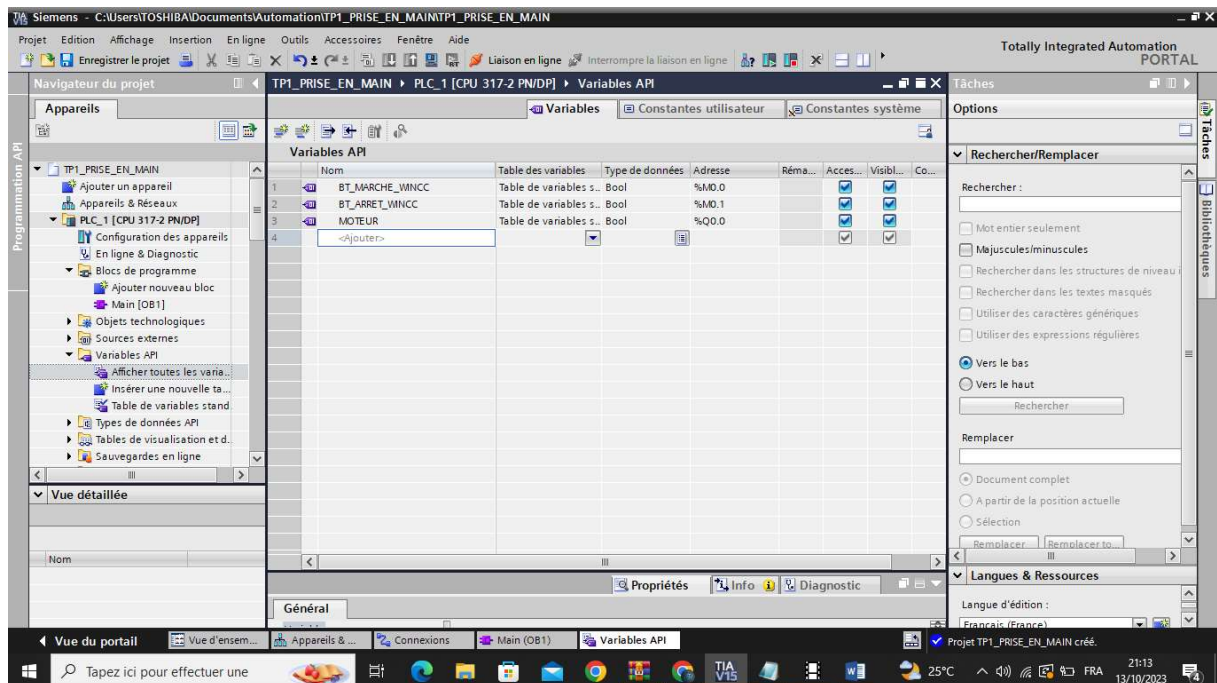 Siemens - C:\Users\TOSHIBA\Documents\Automation\TP1_PRISE_EN_MAIN\TP1_PRISE_EN_MAIN
Projet Edition Affichage Insertion En ligne Outils Accessoires Fenêtre Aide
Totally Integrated Automation
PORTAL
Enregistrer le projet Liaison en ligne Interrompre la liaison en ligne
Navigateur du projet
TP1_PRISE_EN_MAIN PLC_1 [CPU 317-2 PN/DP] Variables API
Tâches
Appareils
Variables Constantes utilisateur Constantes système
Options
Programmation API
TP1_PRISE_EN_MAIN
Ajouter un appareil
Appareils & Réseaux
PLC_1 [CPU 317-2 PN/DP]
Configuration des appareils
En ligne & Diagnostic
Blocs de programme
Ajouter nouveau bloc
Main [OB1]
Objets technologiques
Sources externes
Variables API
Afficher toutes les varia..
Insérer une nouvelle ta...
Table de variables stand
Types de données API
Tables de visualisation et d.
Sauvegardes en ligne
Vue détaillée
Nom
Variables API
Nom Table des variables Type de données Adresse Réma... Acces... Visibl... Co...
1 BT_MARCHE_WINCC Table de variables s.. Bool %M0.0
2 BT_ARRET_WINCC Table de variables s.. Bool %M0.1
3 MOTEUR Table de variables s.. Bool %Q0.0
4 <Ajouter>
Propriétés Info Diagnostic
Général
Rechercher/Remplacer
Rechercher :
Mot entier seulement
Majuscules/minuscules
Rechercher dans les structures de niveau i
Rechercher dans les textes masqués
Utiliser des caractères génériques
Utiliser des expressions régulières
Vers le bas
Vers le haut
Rechercher
Remplacer
Document complet
A partir de la position actuelle
Sélection
Remplacer Remplacer to...
Langues & Ressources
Langue d'édition :
Français (France)
Tâches
Bibliothèques
Vue du portail Vue d'ensem... Appareils & ... Connexions Main (OB1) Variables API
Projet TP1_PRISE_EN_MAIN créé.
Tapez ici pour effectuer une
TIA
V15
25°C FRA 21:13
13/10/2023
4